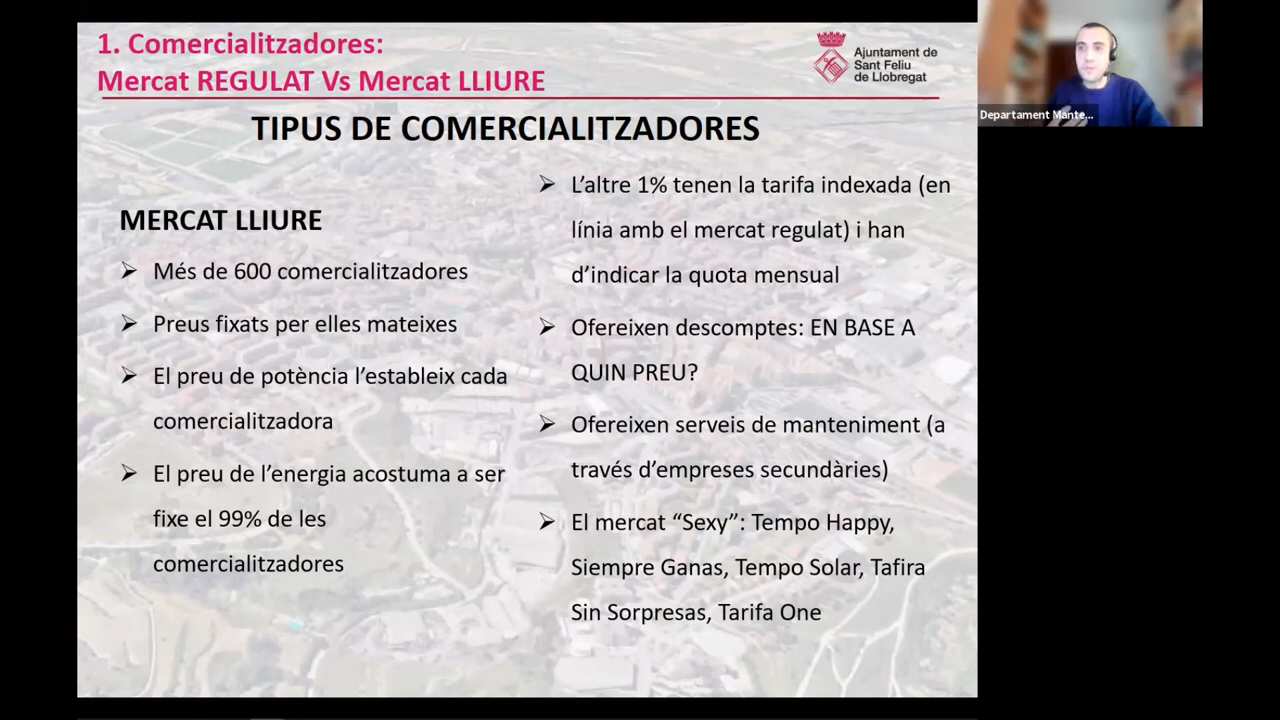 1. Comercialitzadores:
Mercat REGULAT Vs Mercat LLIURE
Ajuntament de
Sant Feliu
de Llobregat
Departament Mante...
TIPUS DE COMERCIALITZADORES
MERCAT LLIURE
Més de 600 comercialitzadores
Preus fixats per elles mateixes
El preu de potència l’estableix cada
comercialitzadora
El preu de l’energia acostuma a ser
fixe el 99% de les
comercialitzadores
L’altre 1% tenen la tarifa indexada (en
línia amb el mercat regulat) i han
d’indicar la quota mensual
Ofereixen descomptes: EN BASE A
QUIN PREU?
Ofereixen serveis de manteniment (a
través d’empreses secundàries)
El mercat “Sexy”: Tempo Happy,
Siempre Ganas, Tempo Solar, Tafira
Sin Sorpresas, Tarifa One